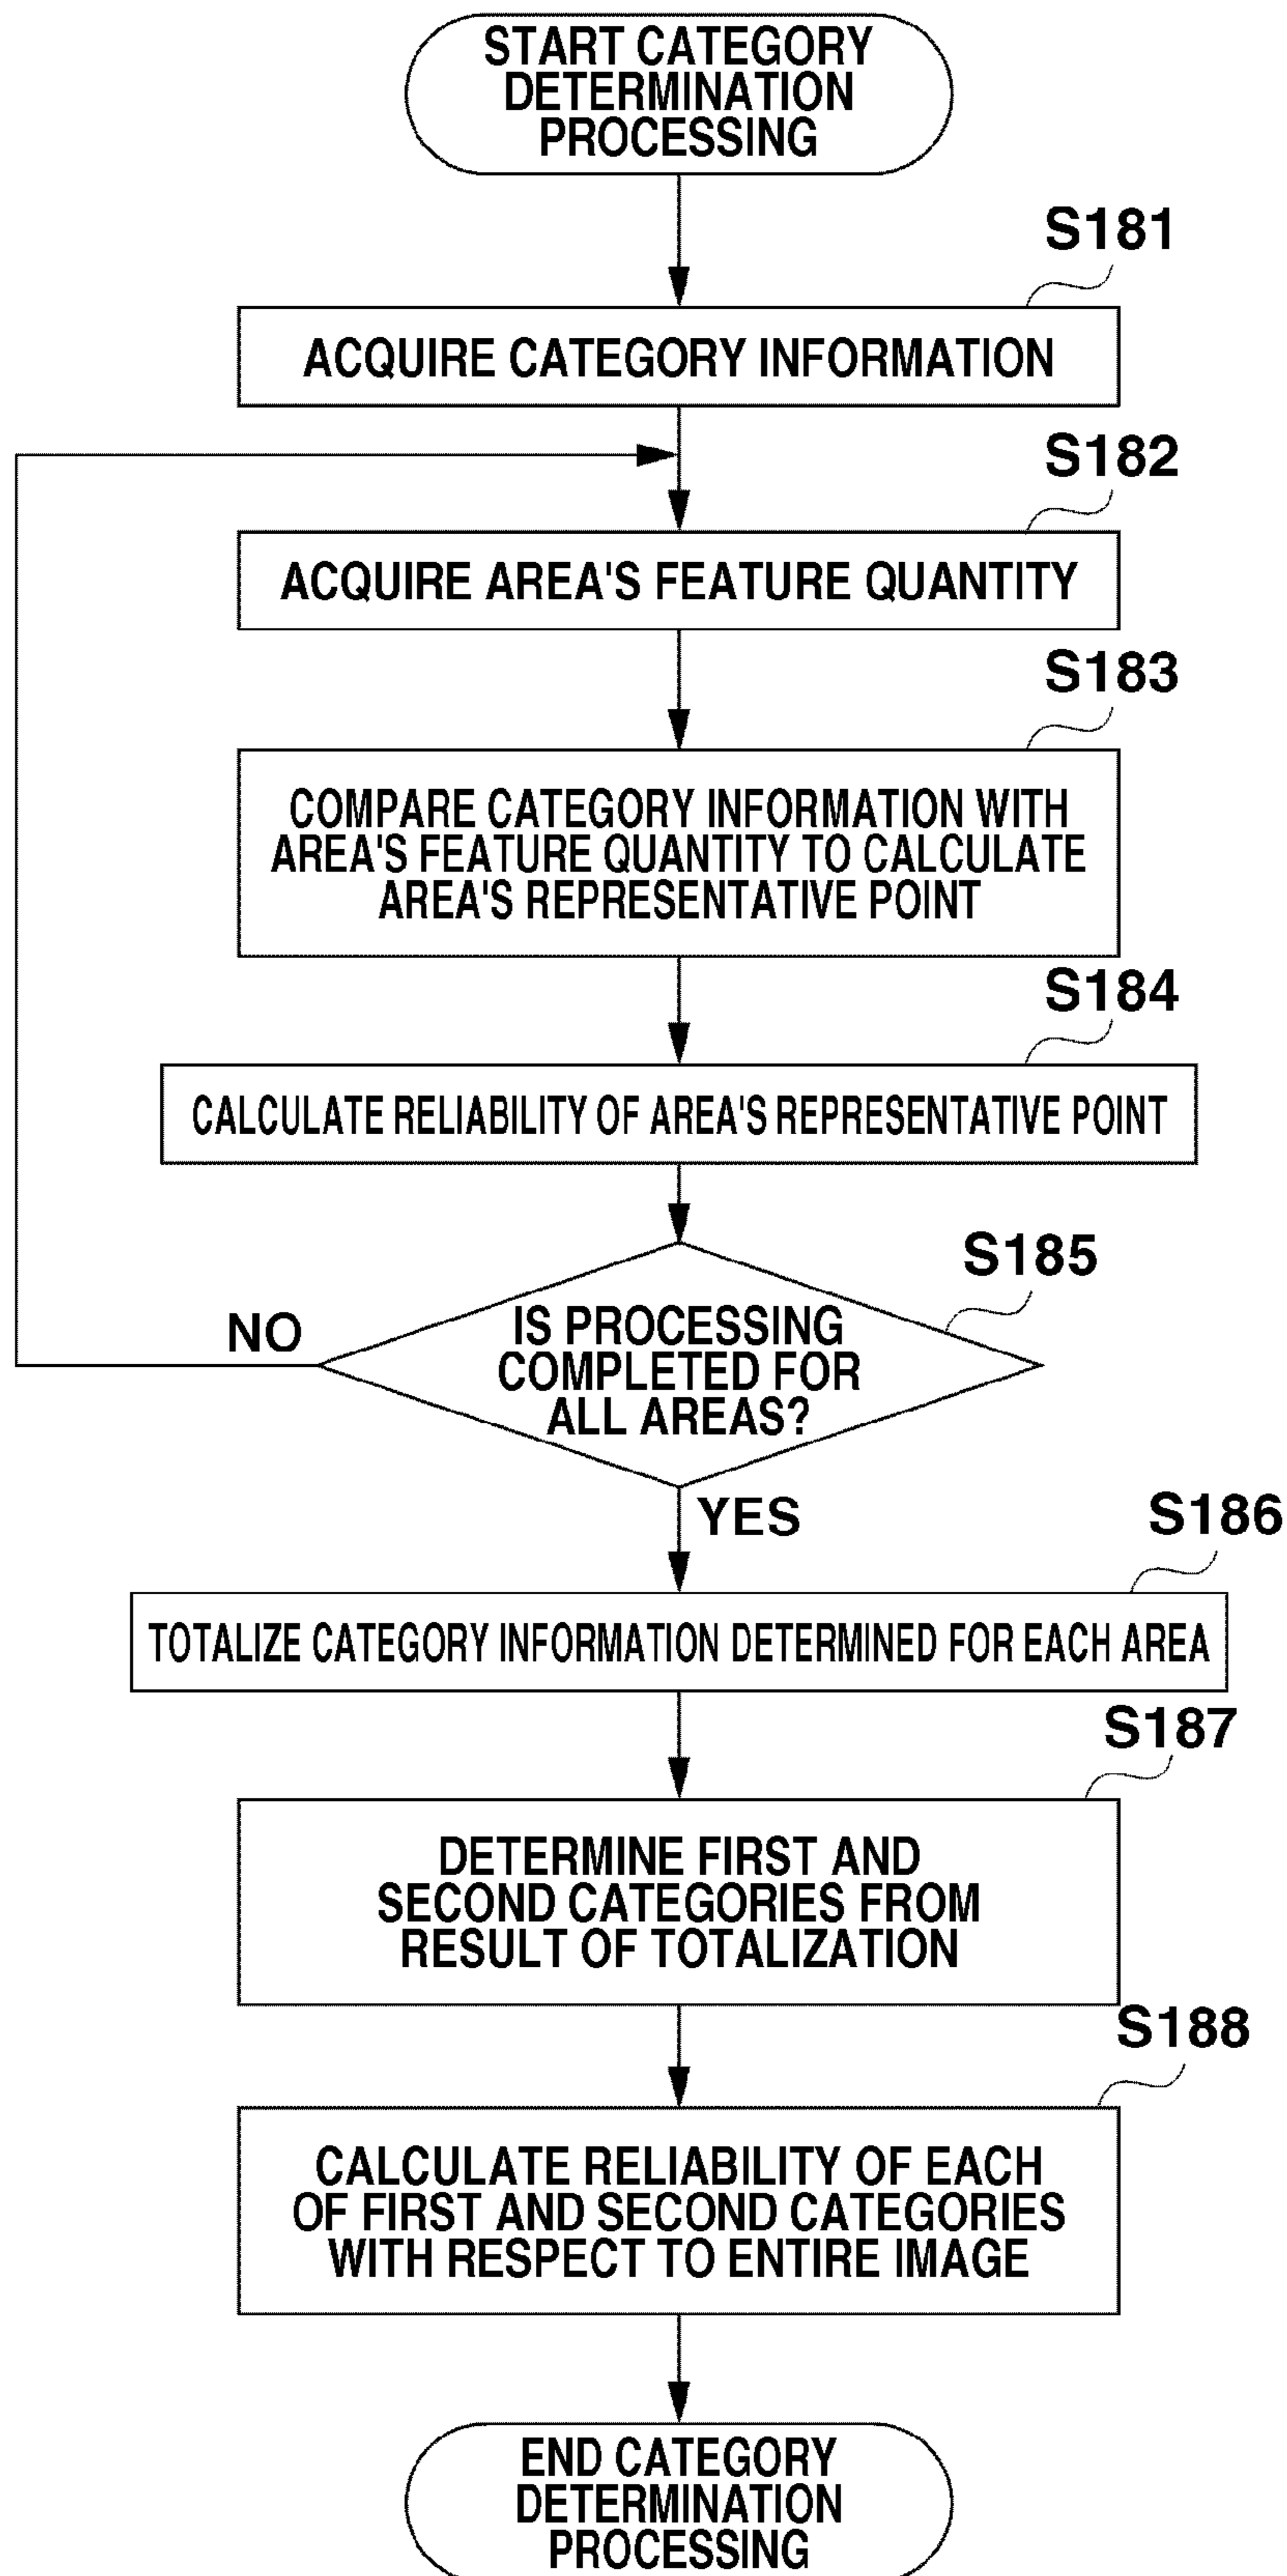 START CATEGORY
DETERMINATION
PROCESSING
S181
ACQUIRE CATEGORY INFORMATION
S182
ACQUIRE AREA'S FEATURE QUANTITY
S183
COMPARE CATEGORY INFORMATION WITH
AREA'S FEATURE QUANTITY TO CALCULATE
AREA'S REPRESENTATIVE POINT
S184
CALCULATE RELIABILITY OF AREA'S REPRESENTATIVE POINT
S185
NO
IS PROCESSING
COMPLETED FOR
ALL AREAS?
YES
S186
TOTALIZE CATEGORY INFORMATION DETERMINED FOR EACH AREA
S187
DETERMINE FIRST AND
SECOND CATEGORIES FROM
RESULT OF TOTALIZATION
S188
CALCULATE RELIABILITY OF EACH
OF FIRST AND SECOND CATEGORIES
WITH RESPECT TO ENTIRE IMAGE
END CATEGORY
DETERMINATION
PROCESSING